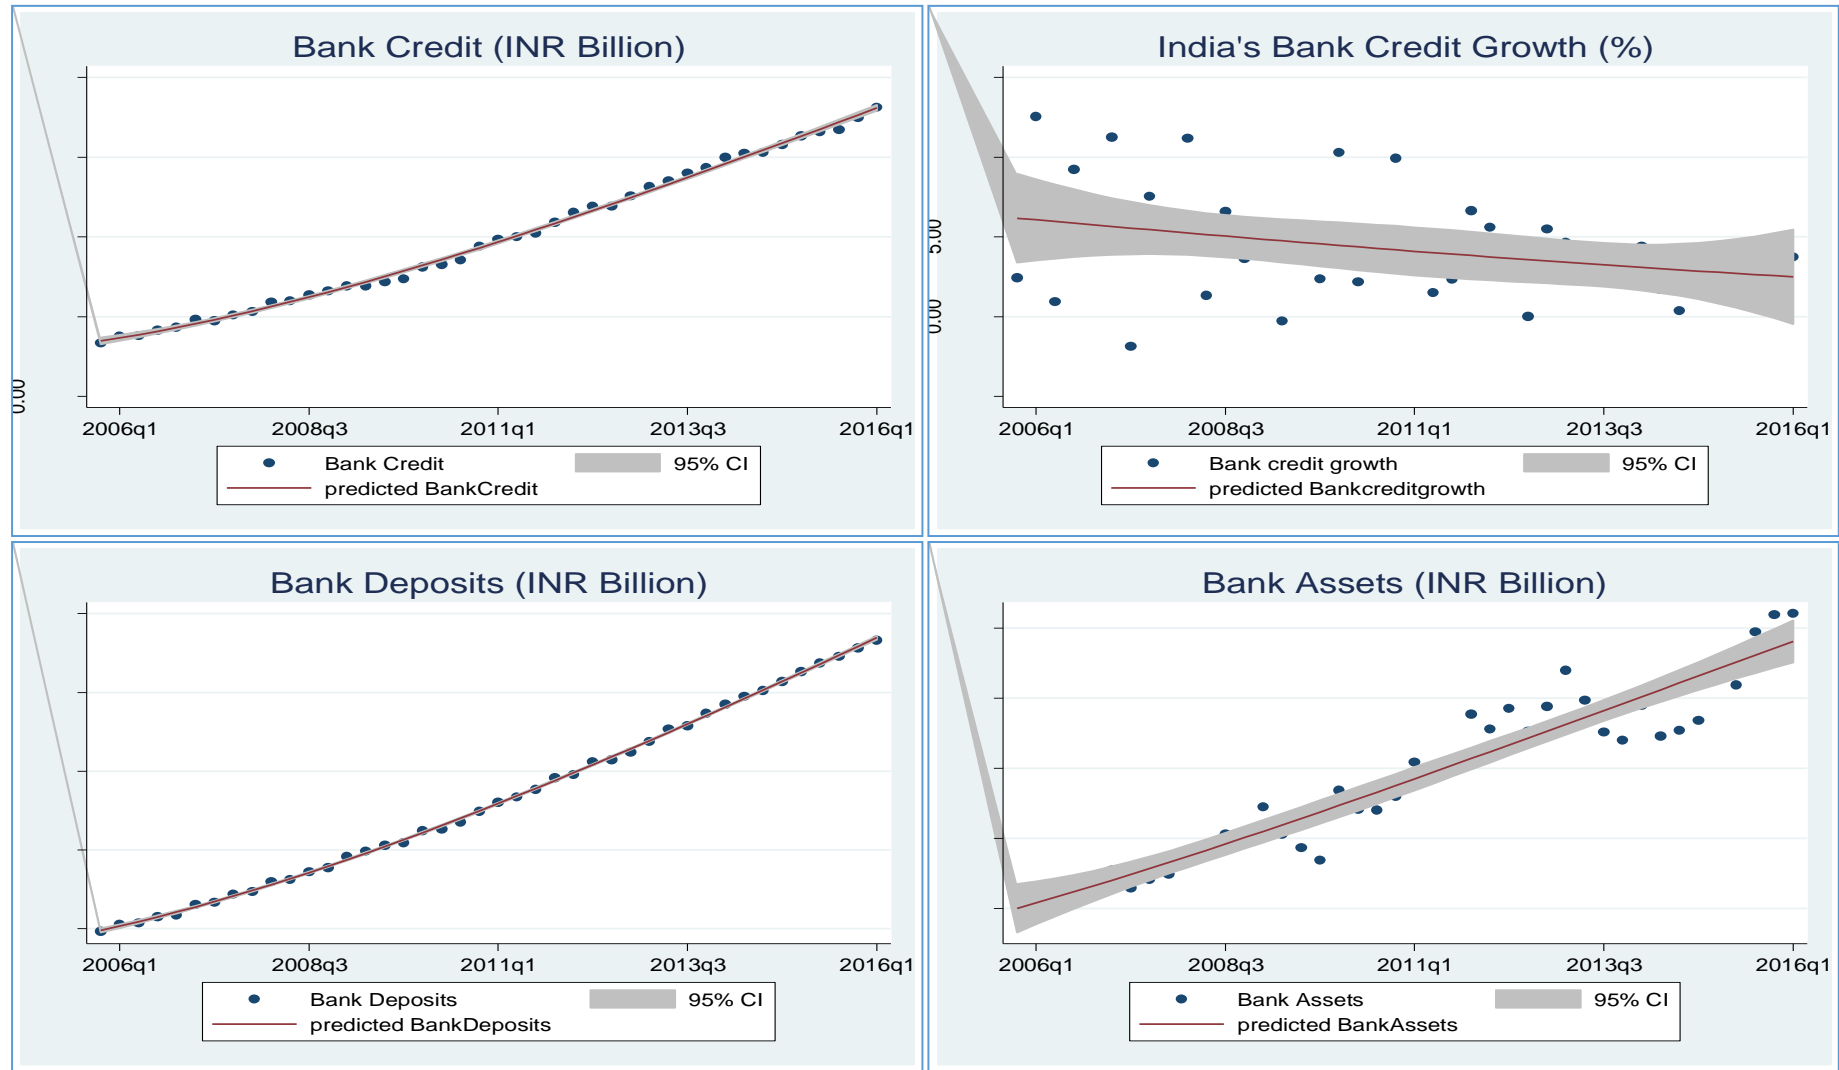 Bank Credit (INR Billion)
0.00
2006q1 2008q3 2011q1 2013q3 2016q1
Bank Credit 95% CI
predicted BankCredit
India's Bank Credit Growth (%)
5.00
0.00
2006q1 2008q3 2011q1 2013q3 2016q1
Bank credit growth 95% CI
predicted Bankcreditgrowth
Bank Deposits (INR Billion)
2006q1 2008q3 2011q1 2013q3 2016q1
Bank Deposits 95% CI
predicted BankDeposits
Bank Assets (INR Billion)
2006q1 2008q3 2011q1 2013q3 2016q1
Bank Assets 95% CI
predicted BankAssets